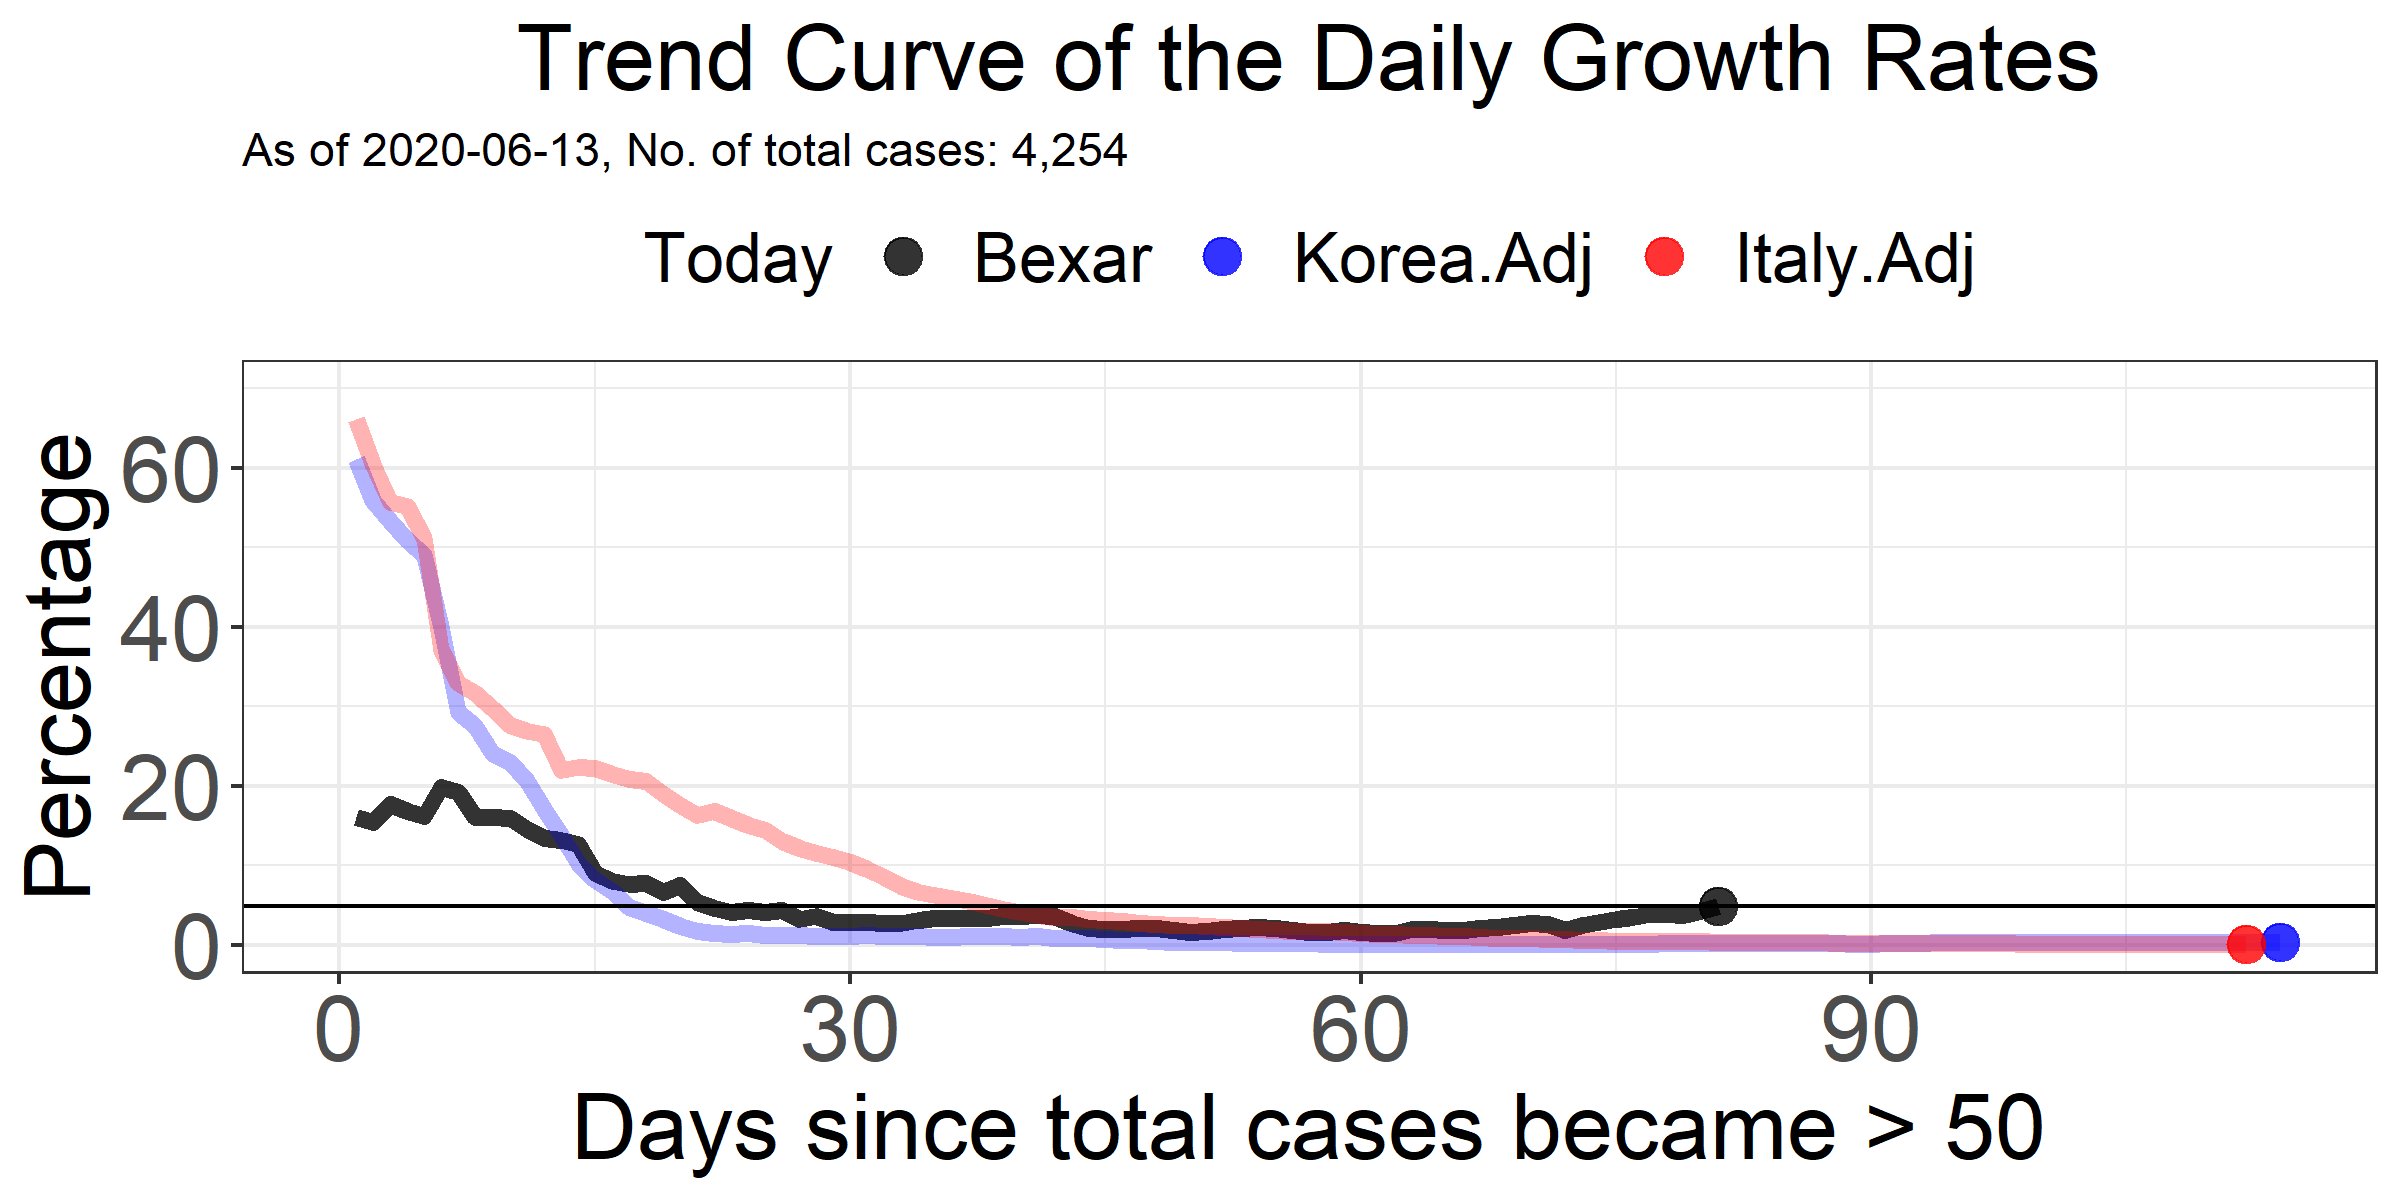 Trend Curve of the Daily Growth Rates
As of 2020-06-13, No. of total cases: 4,254
Today Bexar Korea.Adj Italy.Adj
Percentage
60
40
20
0
0 30 60 90
Days since total cases became > 50